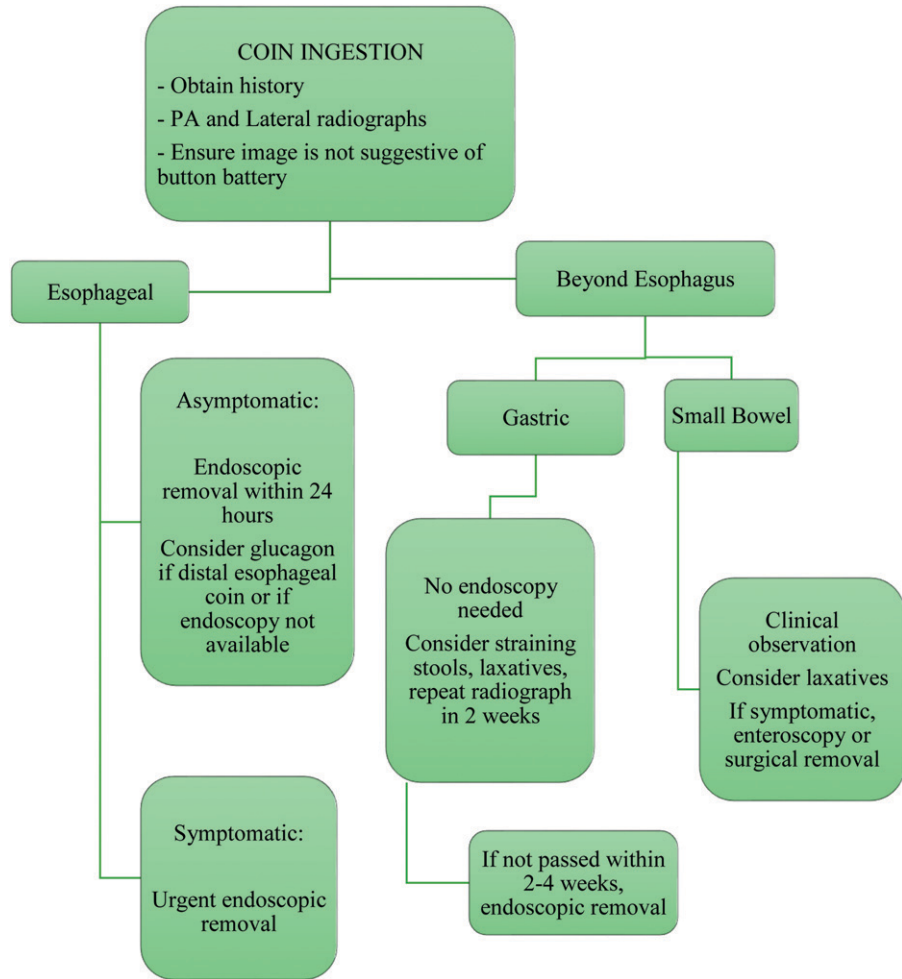 COIN INGESTION
- Obtain history
- PA and Lateral radiographs
- Ensure image is not suggestive of
button battery
Esophageal
Beyond Esophagus
Asymptomatic:
Endoscopic
removal within 24
hours
Consider glucagon
if distal esophageal
coin or if
endoscopy not
available
Symptomatic:
Urgent endoscopic
removal
Gastric
Small Bowel
No endoscopy
needed
Consider straining
stools, laxatives,
repeat radiograph
in 2 weeks
If not passed within
2-4 weeks,
endoscopic removal
Clinical
observation
Consider laxatives
If symptomatic,
enteroscopy or
surgical removal